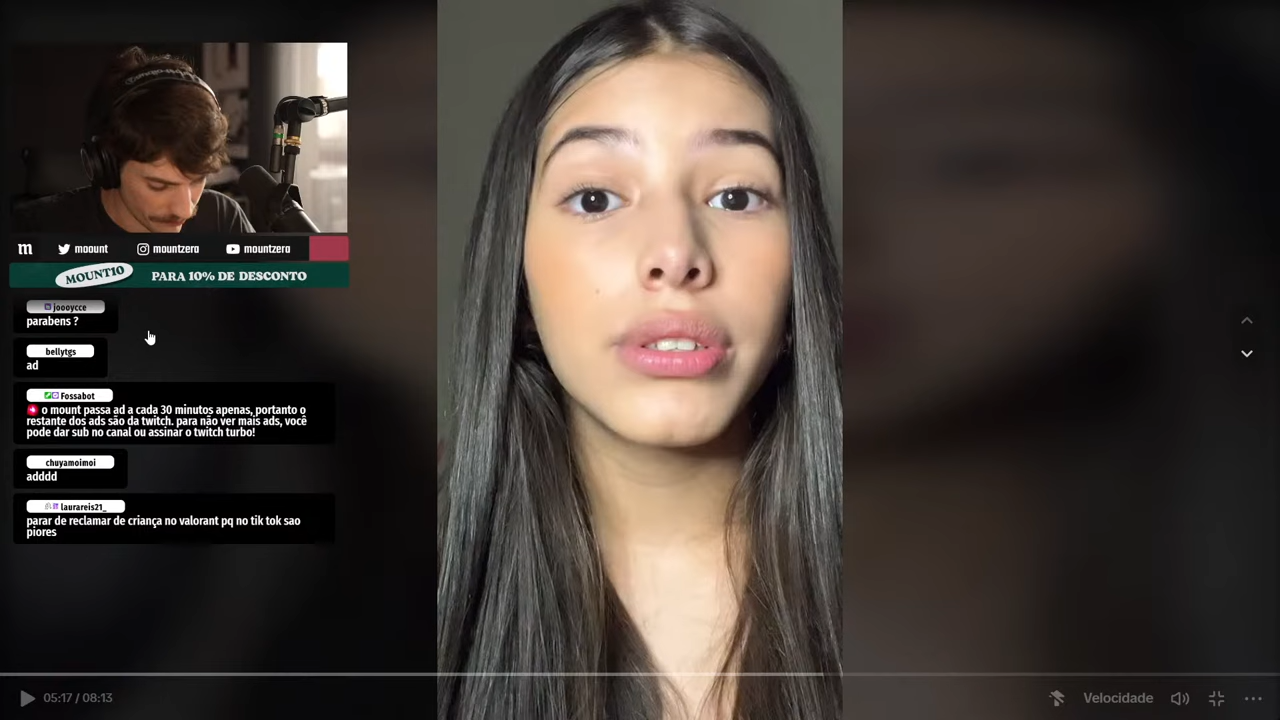 m moount mountzera mountzera
MOUNT10 PARA 10% DE DESCONTO
joooycce
parabens ?
bellytgs
ad
Fossabot
o mount passa ad a cada 30 minutos apenas, portanto o
restante dos ads são da twitch. para não ver mais ads, você
pode dar sub no canal ou assinar o twitch turbo!
chuyamoimoi
adddd
laurareis21_
parar de reclamar de criança no valorant pq no tik tok sao
piores
05:17 / 08:13
Velocidade